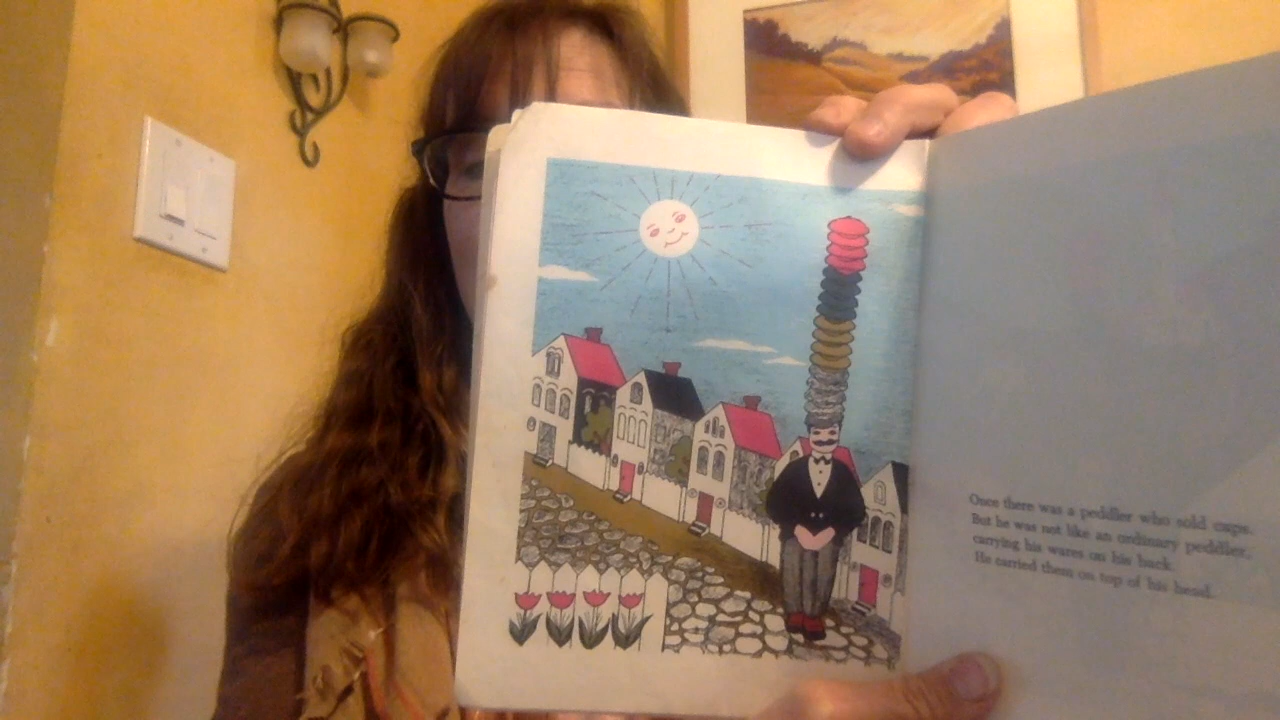 Once there was a peddler who sold caps.
But he was not like an ordinary peddler,
carrying his wares on his back.
He carried them on top of his head.